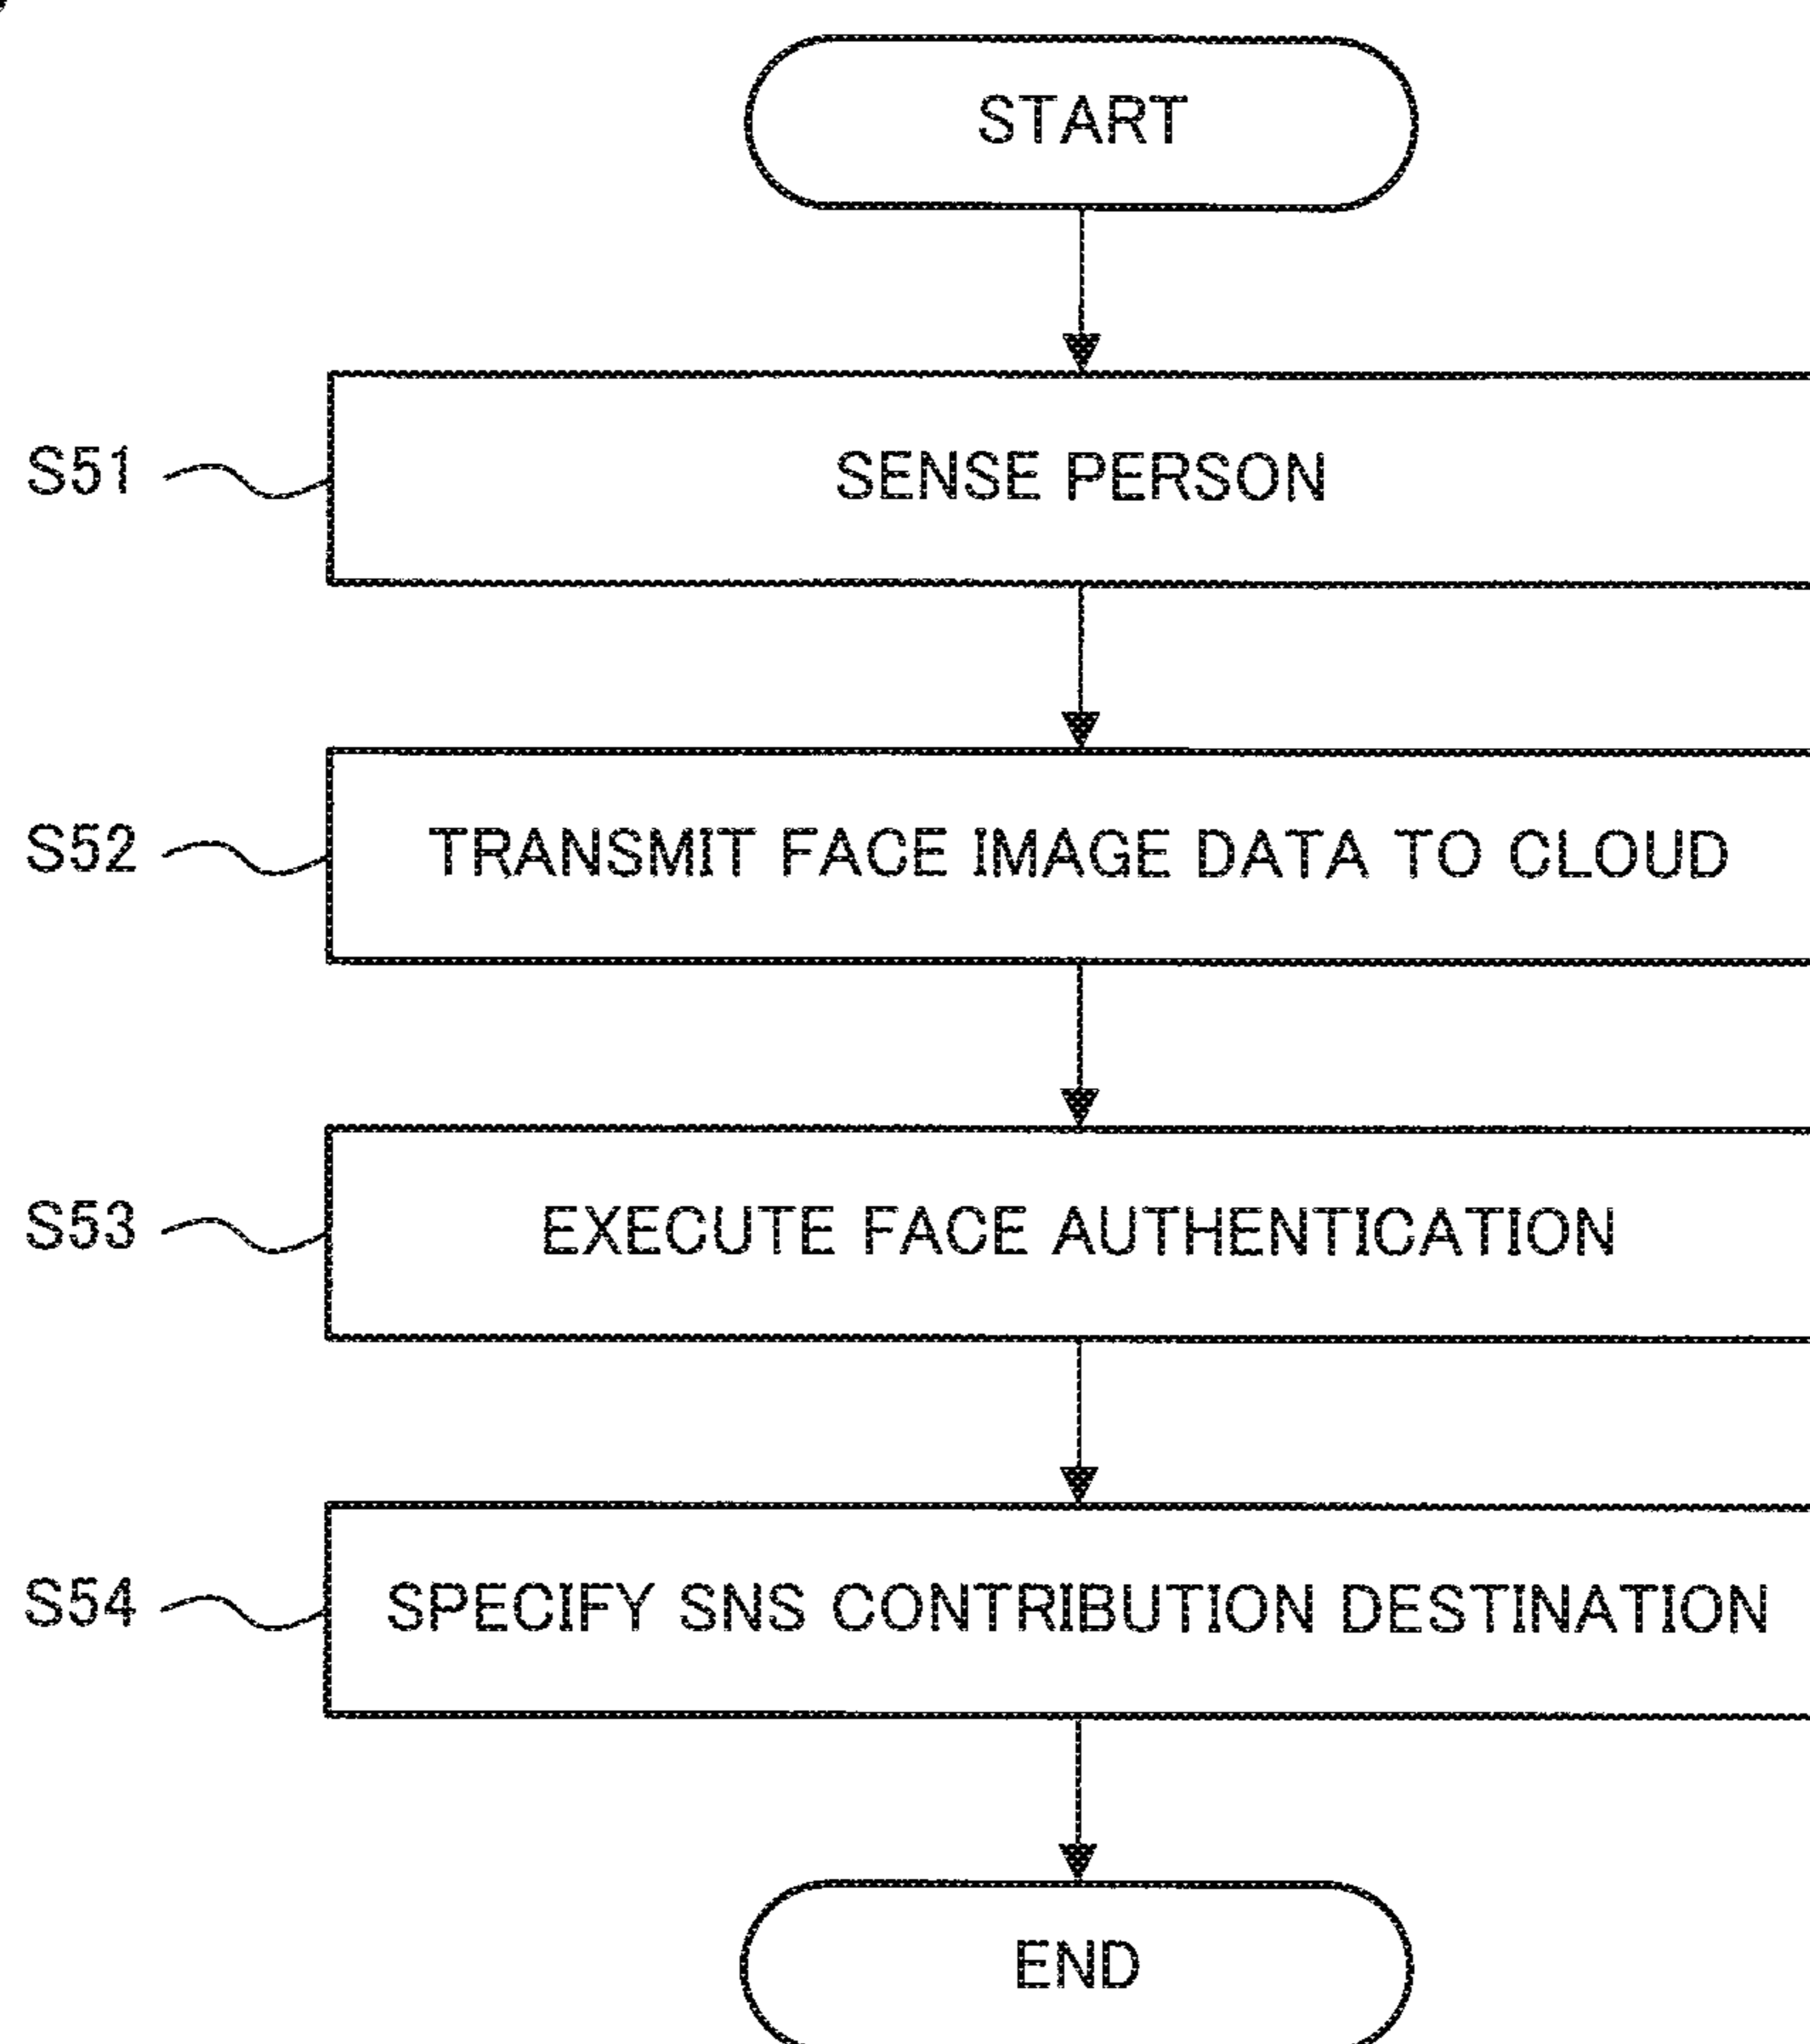 START
S51 SENSE PERSON
S52 TRANSMIT FACE IMAGE DATA TO CLOUD
S53 EXECUTE FACE AUTHENTICATION
S54 SPECIFY SNS CONTRIBUTION DESTINATION
END